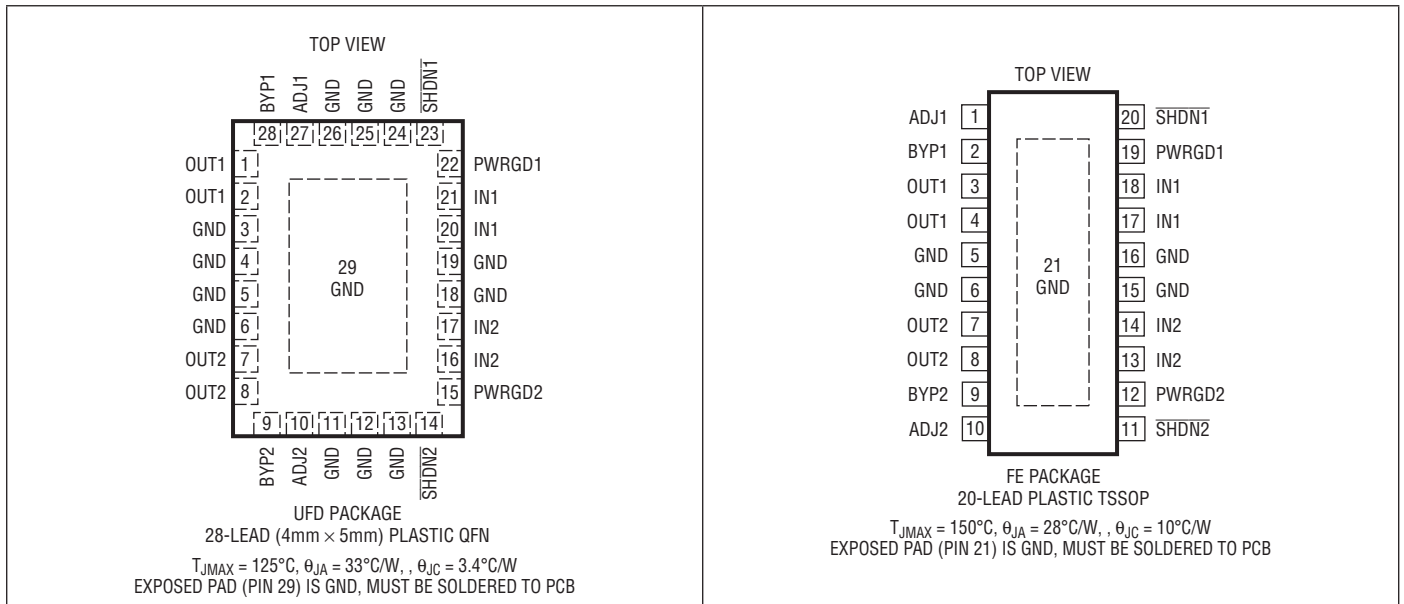 TOP VIEW
BYP1 ADJ1 GND GND GND SHDN1
28 27 26 25 24 23
OUT1 1 22 PWRGD1
OUT1 2 21 IN1
GND 3 20 IN1
GND 4 19 GND
GND 5 18 GND
GND 6 17 IN2
OUT2 7 16 IN2
OUT2 8 15 PWRGD2
29
GND
9 10 11 12 13 14
BYP2 ADJ2 GND GND GND SHDN2
UFD PACKAGE
28-LEAD (4mm × 5mm) PLASTIC QFN
TJMAX = 125°C, θJA = 33°C/W, , θJC = 3.4°C/W
EXPOSED PAD (PIN 29) IS GND, MUST BE SOLDERED TO PCB
TOP VIEW
ADJ1 1 20 SHDN1
BYP1 2 19 PWRGD1
OUT1 3 18 IN1
OUT1 4 17 IN1
GND 5 16 GND
GND 6 15 GND
OUT2 7 14 IN2
OUT2 8 13 IN2
BYP2 9 12 PWRGD2
ADJ2 10 11 SHDN2
21
GND
FE PACKAGE
20-LEAD PLASTIC TSSOP
TJMAX = 150°C, θJA = 28°C/W, , θJC = 10°C/W
EXPOSED PAD (PIN 21) IS GND, MUST BE SOLDERED TO PCB